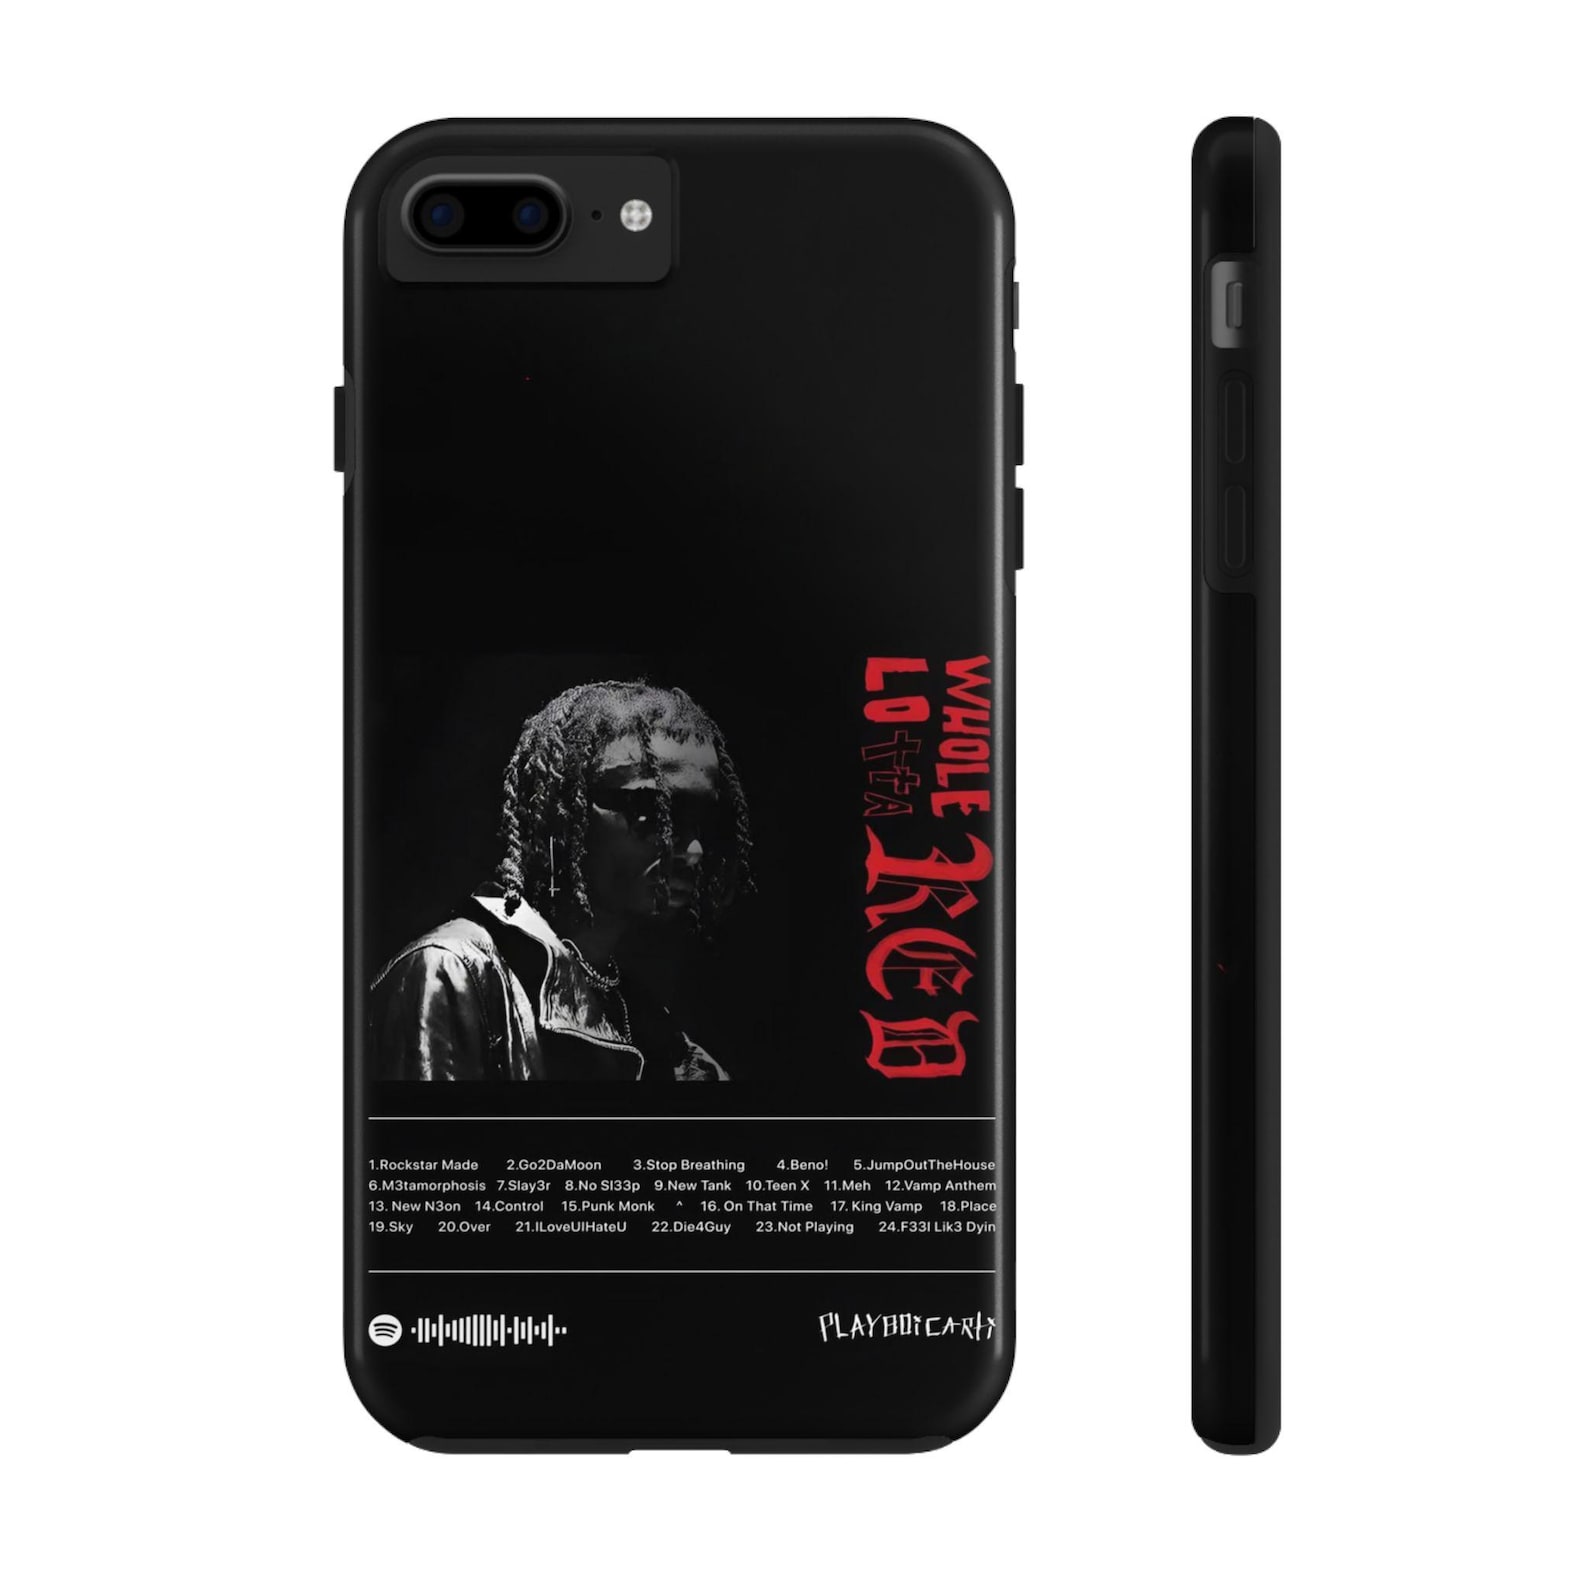 WHOLE
LOttA
RED
1.Rockstar Made 2.Go2DaMoon 3.Stop Breathing 4.Beno! 5.JumpOutTheHouse
6.M3tamorphosis 7.Slay3r 8.No Sl33p 9.New Tank 10.Teen X 11.Meh 12.Vamp Anthem
13. New N3on 14.Control 15.Punk Monk ^ 16. On That Time 17. King Vamp 18.Place
19.Sky 20.Over 21.ILoveUIHateU 22.Die4Guy 23.Not Playing 24.F33l Lik3 Dyin
PLAYBOiCARti